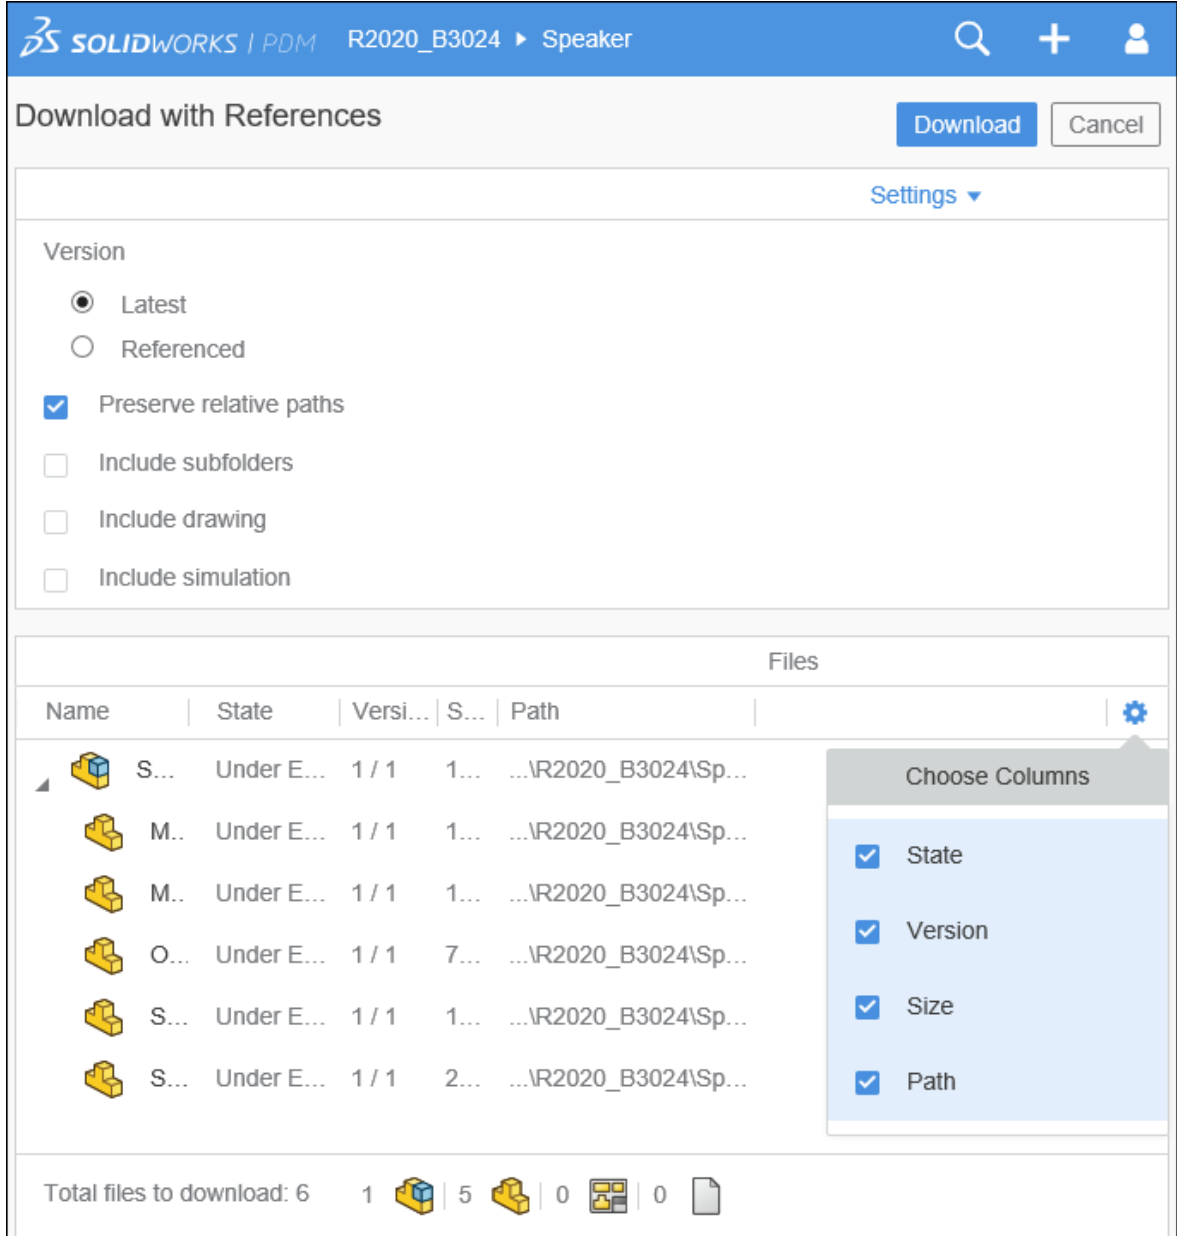 SOLIDWORKS | PDM R2020_B3024 ▸ Speaker
Download with References
Download Cancel
Settings
Version
Latest
Referenced
Preserve relative paths
Include subfolders
Include drawing
Include simulation
Files
Name State Versi... S... Path
S... Under E... 1 / 1 1... ...\R2020_B3024\Sp...
M.. Under E... 1 / 1 1... ...\R2020_B3024\Sp...
M.. Under E... 1 / 1 1... ...\R2020_B3024\Sp...
O... Under E... 1 / 1 7... ...\R2020_B3024\Sp...
S... Under E... 1 / 1 1... ...\R2020_B3024\Sp...
S... Under E... 1 / 1 2... ...\R2020_B3024\Sp...
Choose Columns
State
Version
Size
Path
Total files to download: 6 1 5 0 0